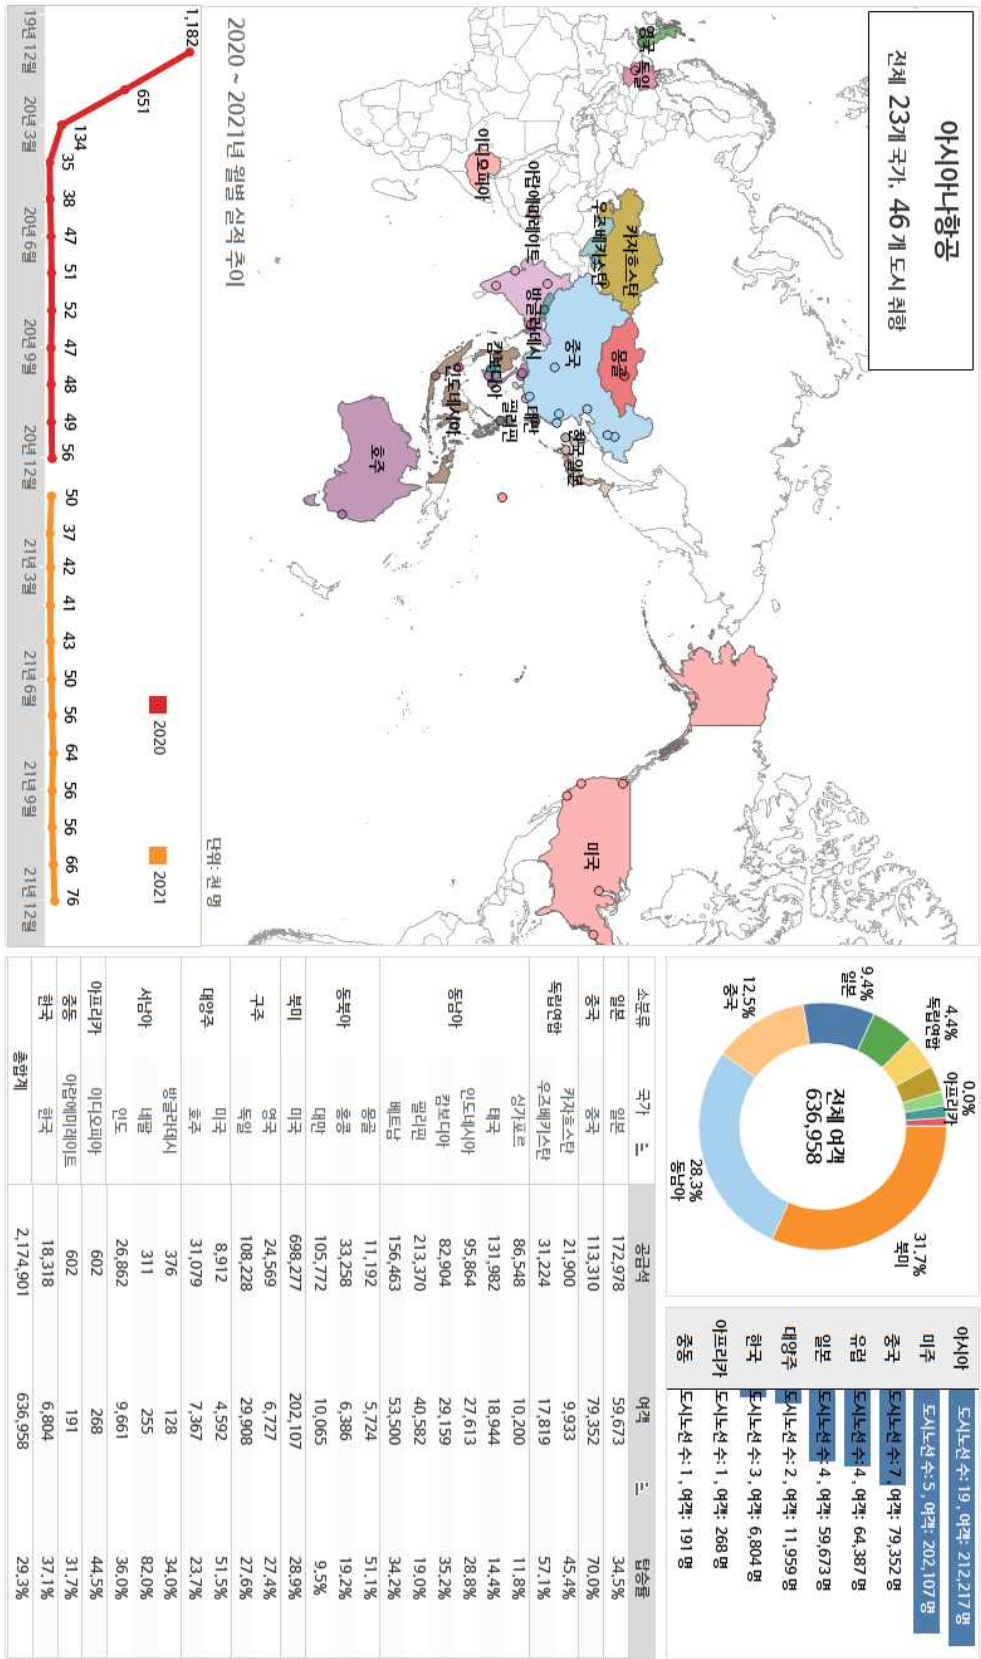 아시아나항공
전체 23개 국가, 46개 도시 취항
영국
독일
이디오피아
아랍에미레이트
우즈베키스탄
카자흐스탄
방글라데시
중국
몽골
캄보디아
인도네시아
필리핀
대만
한국
일본
호주
미국
2020 ~ 2021년 월별 실적 추이
단위: 천 명
1,182
651
134
35
38
47
51
52
47
48
49
56
50
37
42
41
43
50
56
64
56
56
66
76
2020
2021
19년 12월
20년 3월
20년 6월
20년 9월
20년 12월
21년 3월
21년 6월
21년 9월
21년 12월
전체 여객
636,958
0.0%
아프리카
4.4%
독립연합
9.4%
일본
12.5%
중국
28.3%
동남아
31.7%
북미
아시아 도시노선 수: 19 , 여객: 212,217 명
미주 도시노선 수: 5 , 여객: 202,107 명
중국 도시노선 수: 7 , 여객: 79,352 명
유럽 도시노선 수: 4 , 여객: 64,387 명
일본 도시노선 수: 4 , 여객: 59,673 명
대양주 도시노선 수: 2 , 여객: 11,959 명
한국 도시노선 수: 3 , 여객: 6,804 명
아프리카 도시노선 수: 1 , 여객: 268 명
중동 도시노선 수: 1 , 여객: 191 명
소분류 국가 공급석 여객 탑승률
일본 일본 172,978 59,673 34.5%
중국 중국 113,310 79,352 70.0%
독립연합 카자흐스탄 21,900 9,933 45.4%
우즈베키스탄 31,224 17,819 57.1%
동남아 싱가포르 86,548 10,200 11.8%
태국 131,982 18,944 14.4%
인도네시아 95,864 27,613 28.8%
캄보디아 82,904 29,159 35.2%
필리핀 213,370 40,582 19.0%
베트남 156,463 53,500 34.2%
동북아 몽골 11,192 5,724 51.1%
홍콩 33,258 6,386 19.2%
대만 105,772 10,065 9.5%
북미 미국 698,277 202,107 28.9%
구주 영국 24,569 6,727 27.4%
독일 108,228 29,908 27.6%
대양주 미국 8,912 4,592 51.5%
호주 31,079 7,367 23.7%
서남아 방글라데시 376 128 34.0%
네팔 311 255 82.0%
인도 26,862 9,661 36.0%
아프리카 이디오피아 602 268 44.5%
중동 아랍에미레이트 602 191 31.7%
한국 한국 18,318 6,804 37.1%
총합계 2,174,901 636,958 29.3%